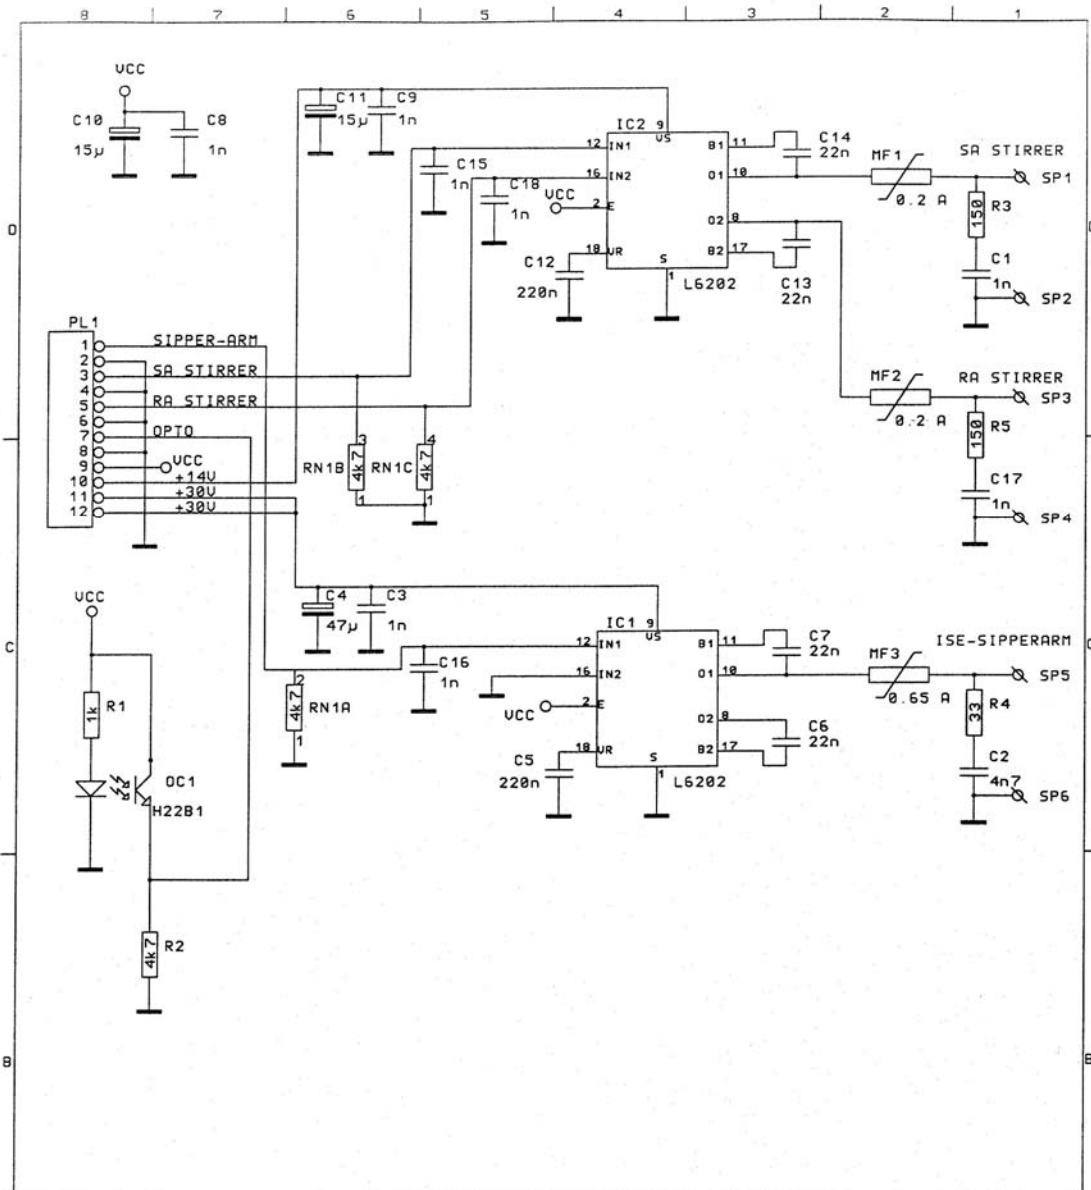 8 7 6 5 4 3 2 1
VCC
C10
15µ
C8
1n
C11
15µ
C9
1n
C15
1n
C18
1n
VCC
C12
220n
IC2
9
VS
12 IN1
16 IN2
2 E
18 VR
S
1
L6202
B1 11
O1 10
O2 8
B2 17
C14
22n
C13
22n
MF1
0.2 A
SA STIRRER
SP1
150
R3
C1
1n
SP2
D
PL1
1 SIPPER-ARM
2
3 SA STIRRER
4
5 RA STIRRER
6
7 OPTO
8
9 VCC
10 +14V
11 +30V
12 +30V
3
RN1B
4k7
1
4
RN1C
4k7
1
MF2
0.2 A
RA STIRRER
SP3
150
R5
C17
1n
SP4
VCC
R1
1k
OC1
H22B1
R2
4k7
C
C4
47µ
C3
1n
C16
1n
2
RN1A
4k7
1
VCC
C5
220n
IC1
9
VS
12 IN1
16 IN2
2 E
18 VR
S
1
L6202
B1 11
O1 10
O2 8
B2 17
C7
22n
C6
22n
MF3
0.65 A
ISE-SIPPERARM
SP5
33
R4
C2
4n7
SP6
B
B